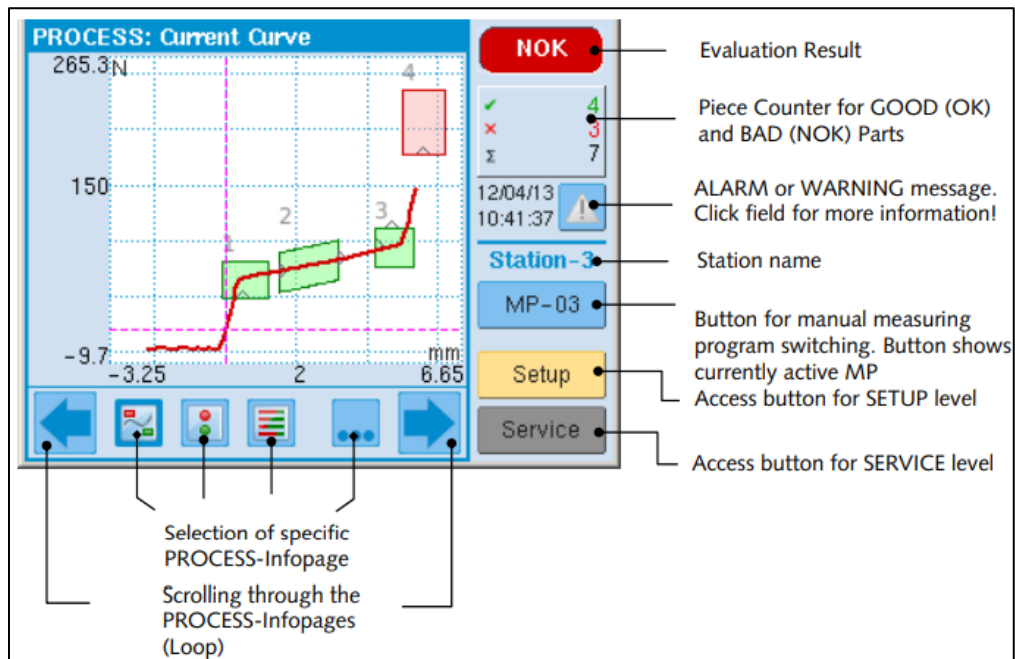 PROCESS: Current Curve
265.3 N
150
-9.7
mm
-3.25 2 6.65
1
2
3
4
NOK
✔ 4
× 3
Σ 7
12/04/13
10:41:37
Station-3
MP-03
Setup
Service
Evaluation Result
Piece Counter for GOOD (OK)
and BAD (NOK) Parts
ALARM or WARNING message.
Click field for more information!
Station name
Button for manual measuring
program switching. Button shows
currently active MP
Access button for SETUP level
Access button for SERVICE level
Selection of specific
PROCESS-Infopage
Scrolling through the
PROCESS-Infopages
(Loop)